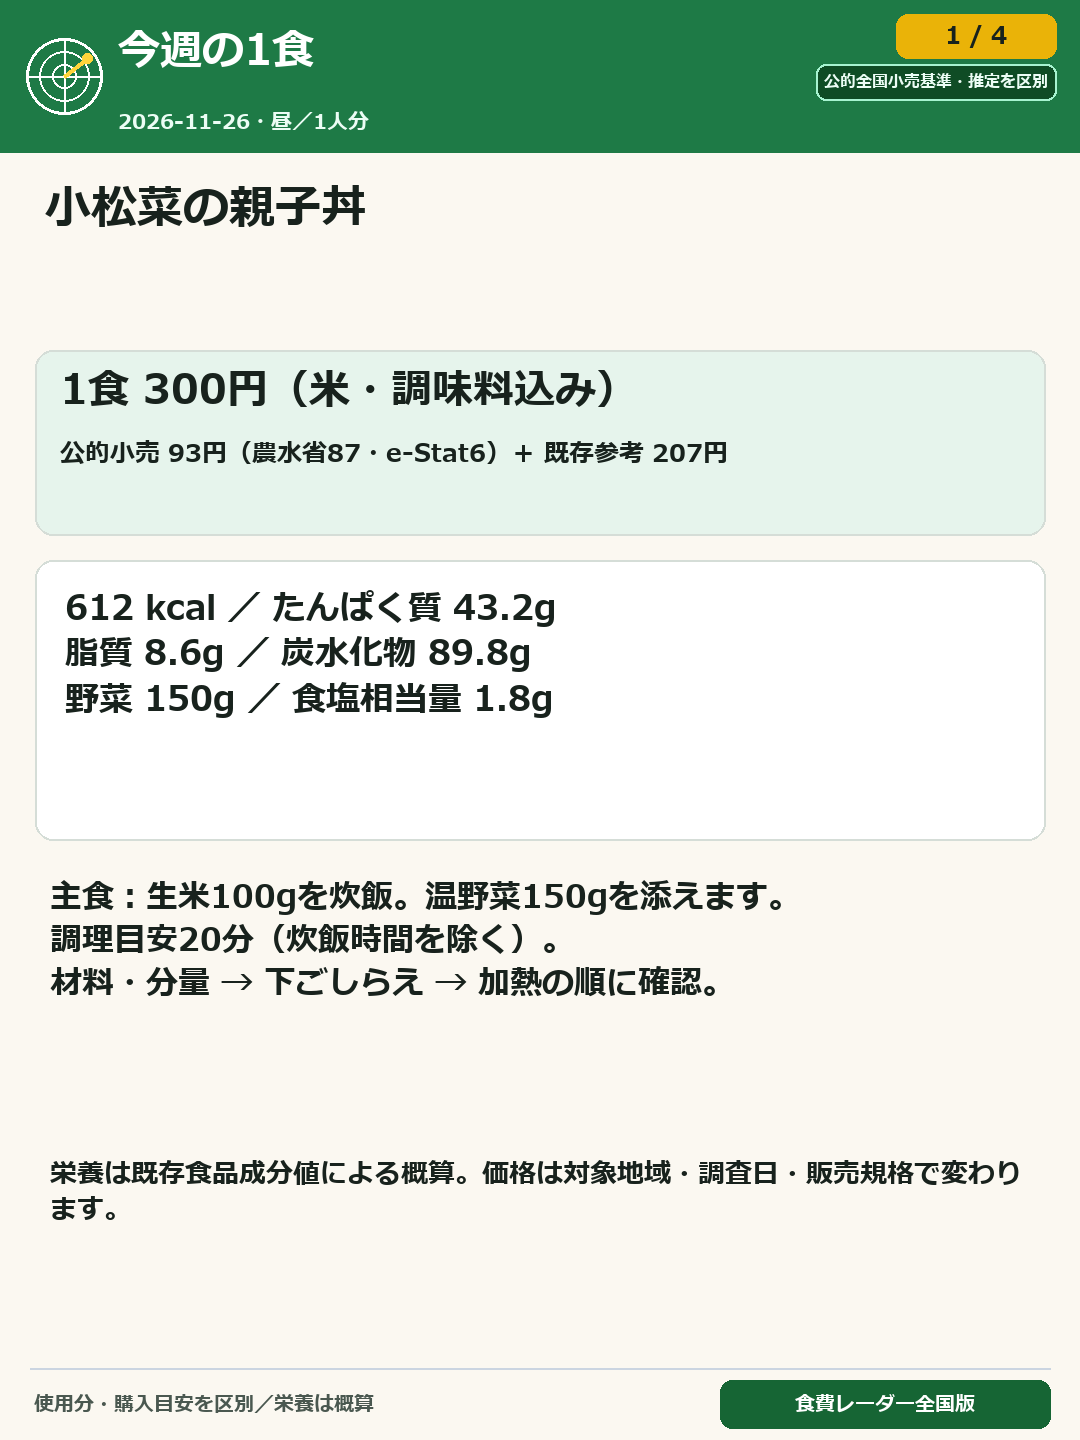 今週の1食
2026-11-26・昼／1人分
1 / 4
公的全国小売基準・推定を区別
小松菜の親子丼
1食 300円（米・調味料込み）
公的小売 93円（農水省87・e-Stat6）＋ 既存参考 207円
612 kcal ／ たんぱく質 43.2g
脂質 8.6g ／ 炭水化物 89.8g
野菜 150g ／ 食塩相当量 1.8g
主食：生米100gを炊飯。温野菜150gを添えます。
調理目安20分（炊飯時間を除く）。
材料・分量 → 下ごしらえ → 加熱の順に確認。
栄養は既存食品成分値による概算。価格は対象地域・調査日・販売規格で変わり
ます。
使用分・購入目安を区別／栄養は概算
食費レーダー全国版